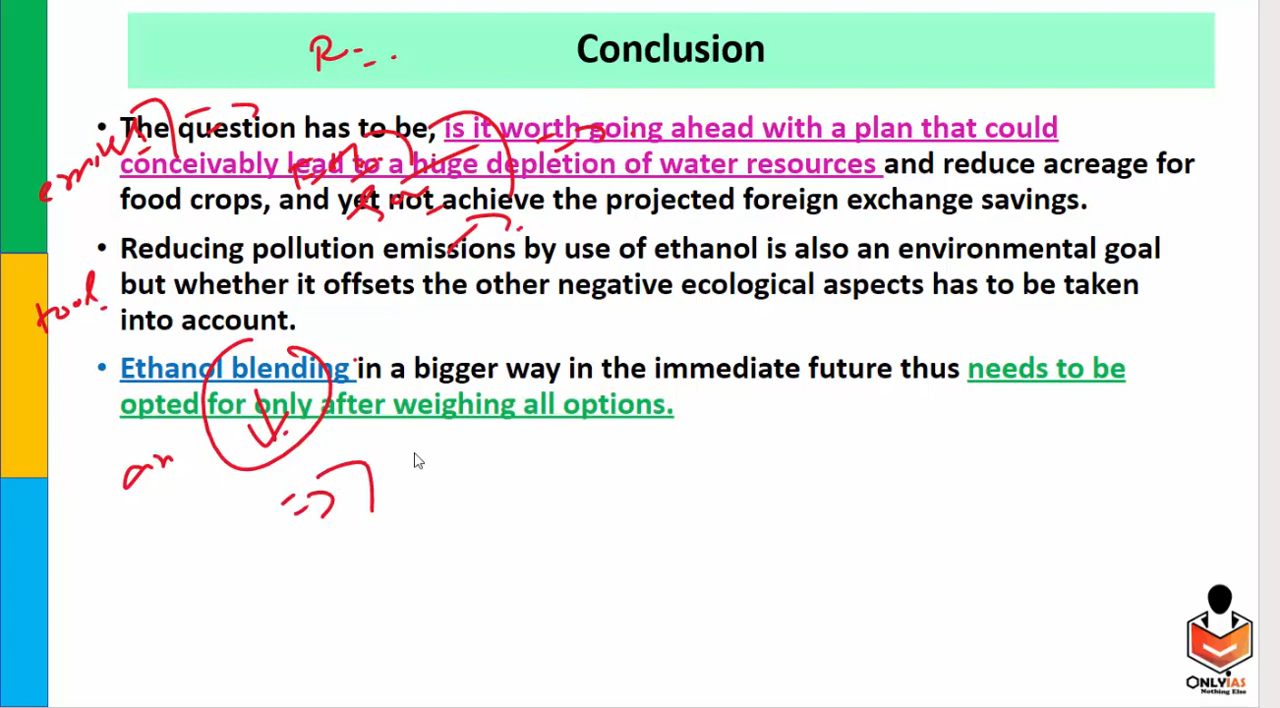 Conclusion
• The question has to be, is it worth going ahead with a plan that could
conceivably lead to a huge depletion of water resources and reduce acreage for
food crops, and yet not achieve the projected foreign exchange savings.
• Reducing pollution emissions by use of ethanol is also an environmental goal
but whether it offsets the other negative ecological aspects has to be taken
into account.
• Ethanol blending in a bigger way in the immediate future thus needs to be
opted for only after weighing all options.
ONLYIAS
Nothing Else